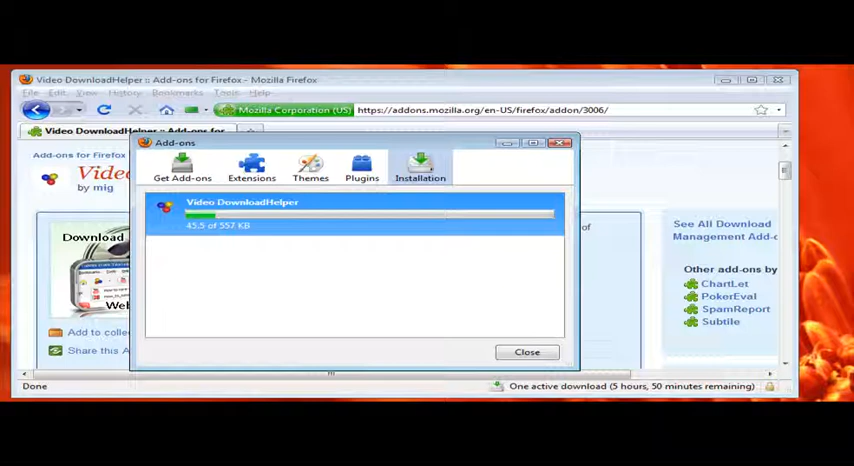 Video DownloadHelper :: Add-ons for Firefox - Mozilla Firefox
File Edit View History Bookmarks Tools Help
Mozilla Corporation (US) https://addons.mozilla.org/en-US/firefox/addon/3006/
Video DownloadHelper :: Add-ons for
Add-ons
Add-ons for Firefox
Video
by mig
Get Add-ons Extensions Themes Plugins Installation
Video DownloadHelper
45.5 of 557 KB
of
Download
Web
See All Download
Management Add-o
Other add-ons by
ChartLet
PokerEval
SpamReport
Subtile
Add to collec
Share this A
Close
Done
One active download (5 hours, 50 minutes remaining)